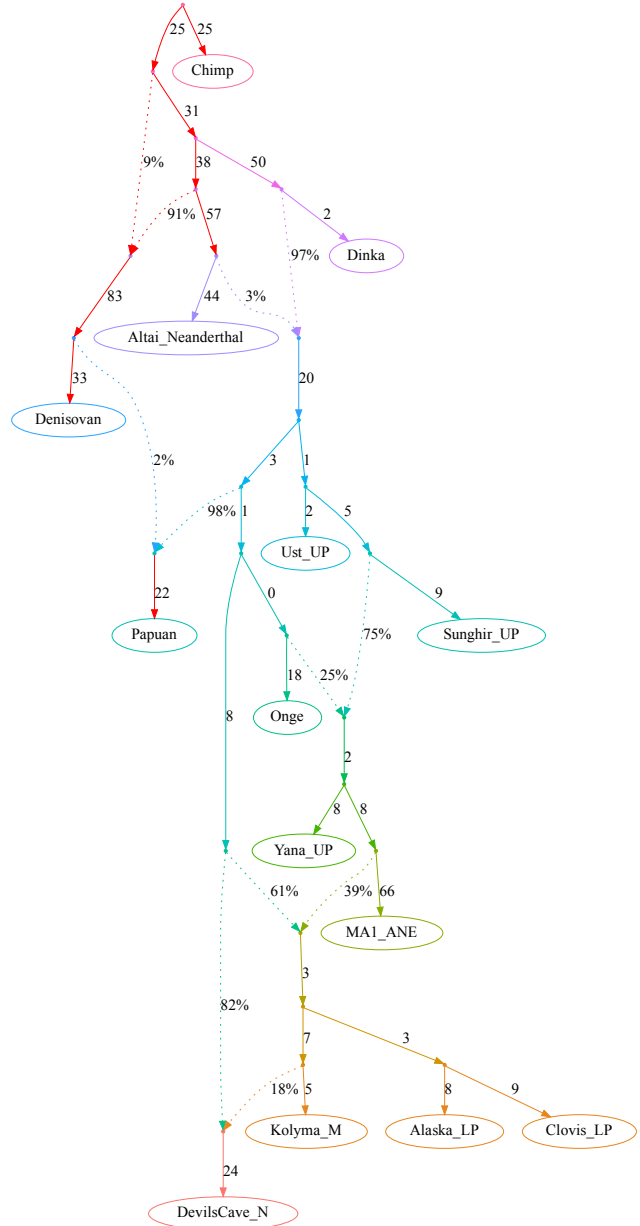 25 25
Chimp
31
9% 38 50
91% 57 2
97% Dinka
83 44 3%
Altai_Neanderthal
33 20
Denisovan
2% 3 1
98% 1 2 5
Ust_UP
22 0 9
Papuan 75% Sunghir_UP
8 18 25%
Onge
2
8 8
Yana_UP
61% 39% 66
MA1_ANE
3
82%
7 3
18% 5 8 9
Kolyma_M Alaska_LP Clovis_LP
24
DevilsCave_N